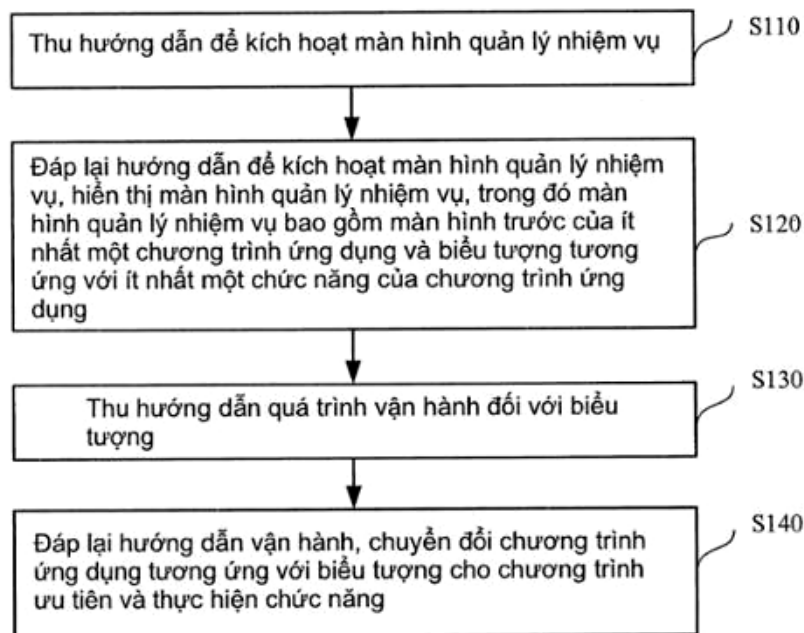 Thu hướng dẫn để kích hoạt màn hình quản lý nhiệm vụ
S110
Đáp lại hướng dẫn để kích hoạt màn hình quản lý nhiệm
vụ, hiển thị màn hình quản lý nhiệm vụ, trong đó màn
hình quản lý nhiệm vụ bao gồm màn hình trước của ít
nhất một chương trình ứng dụng và biểu tượng tương
ứng với ít nhất một chức năng của chương trình ứng
dụng
S120
Thu hướng dẫn quá trình vận hành đối với biểu
tượng
S130
Đáp lại hướng dẫn vận hành, chuyển đổi chương trình
ứng dụng tương ứng với biểu tượng cho chương trình
ưu tiên và thực hiện chức năng
S140